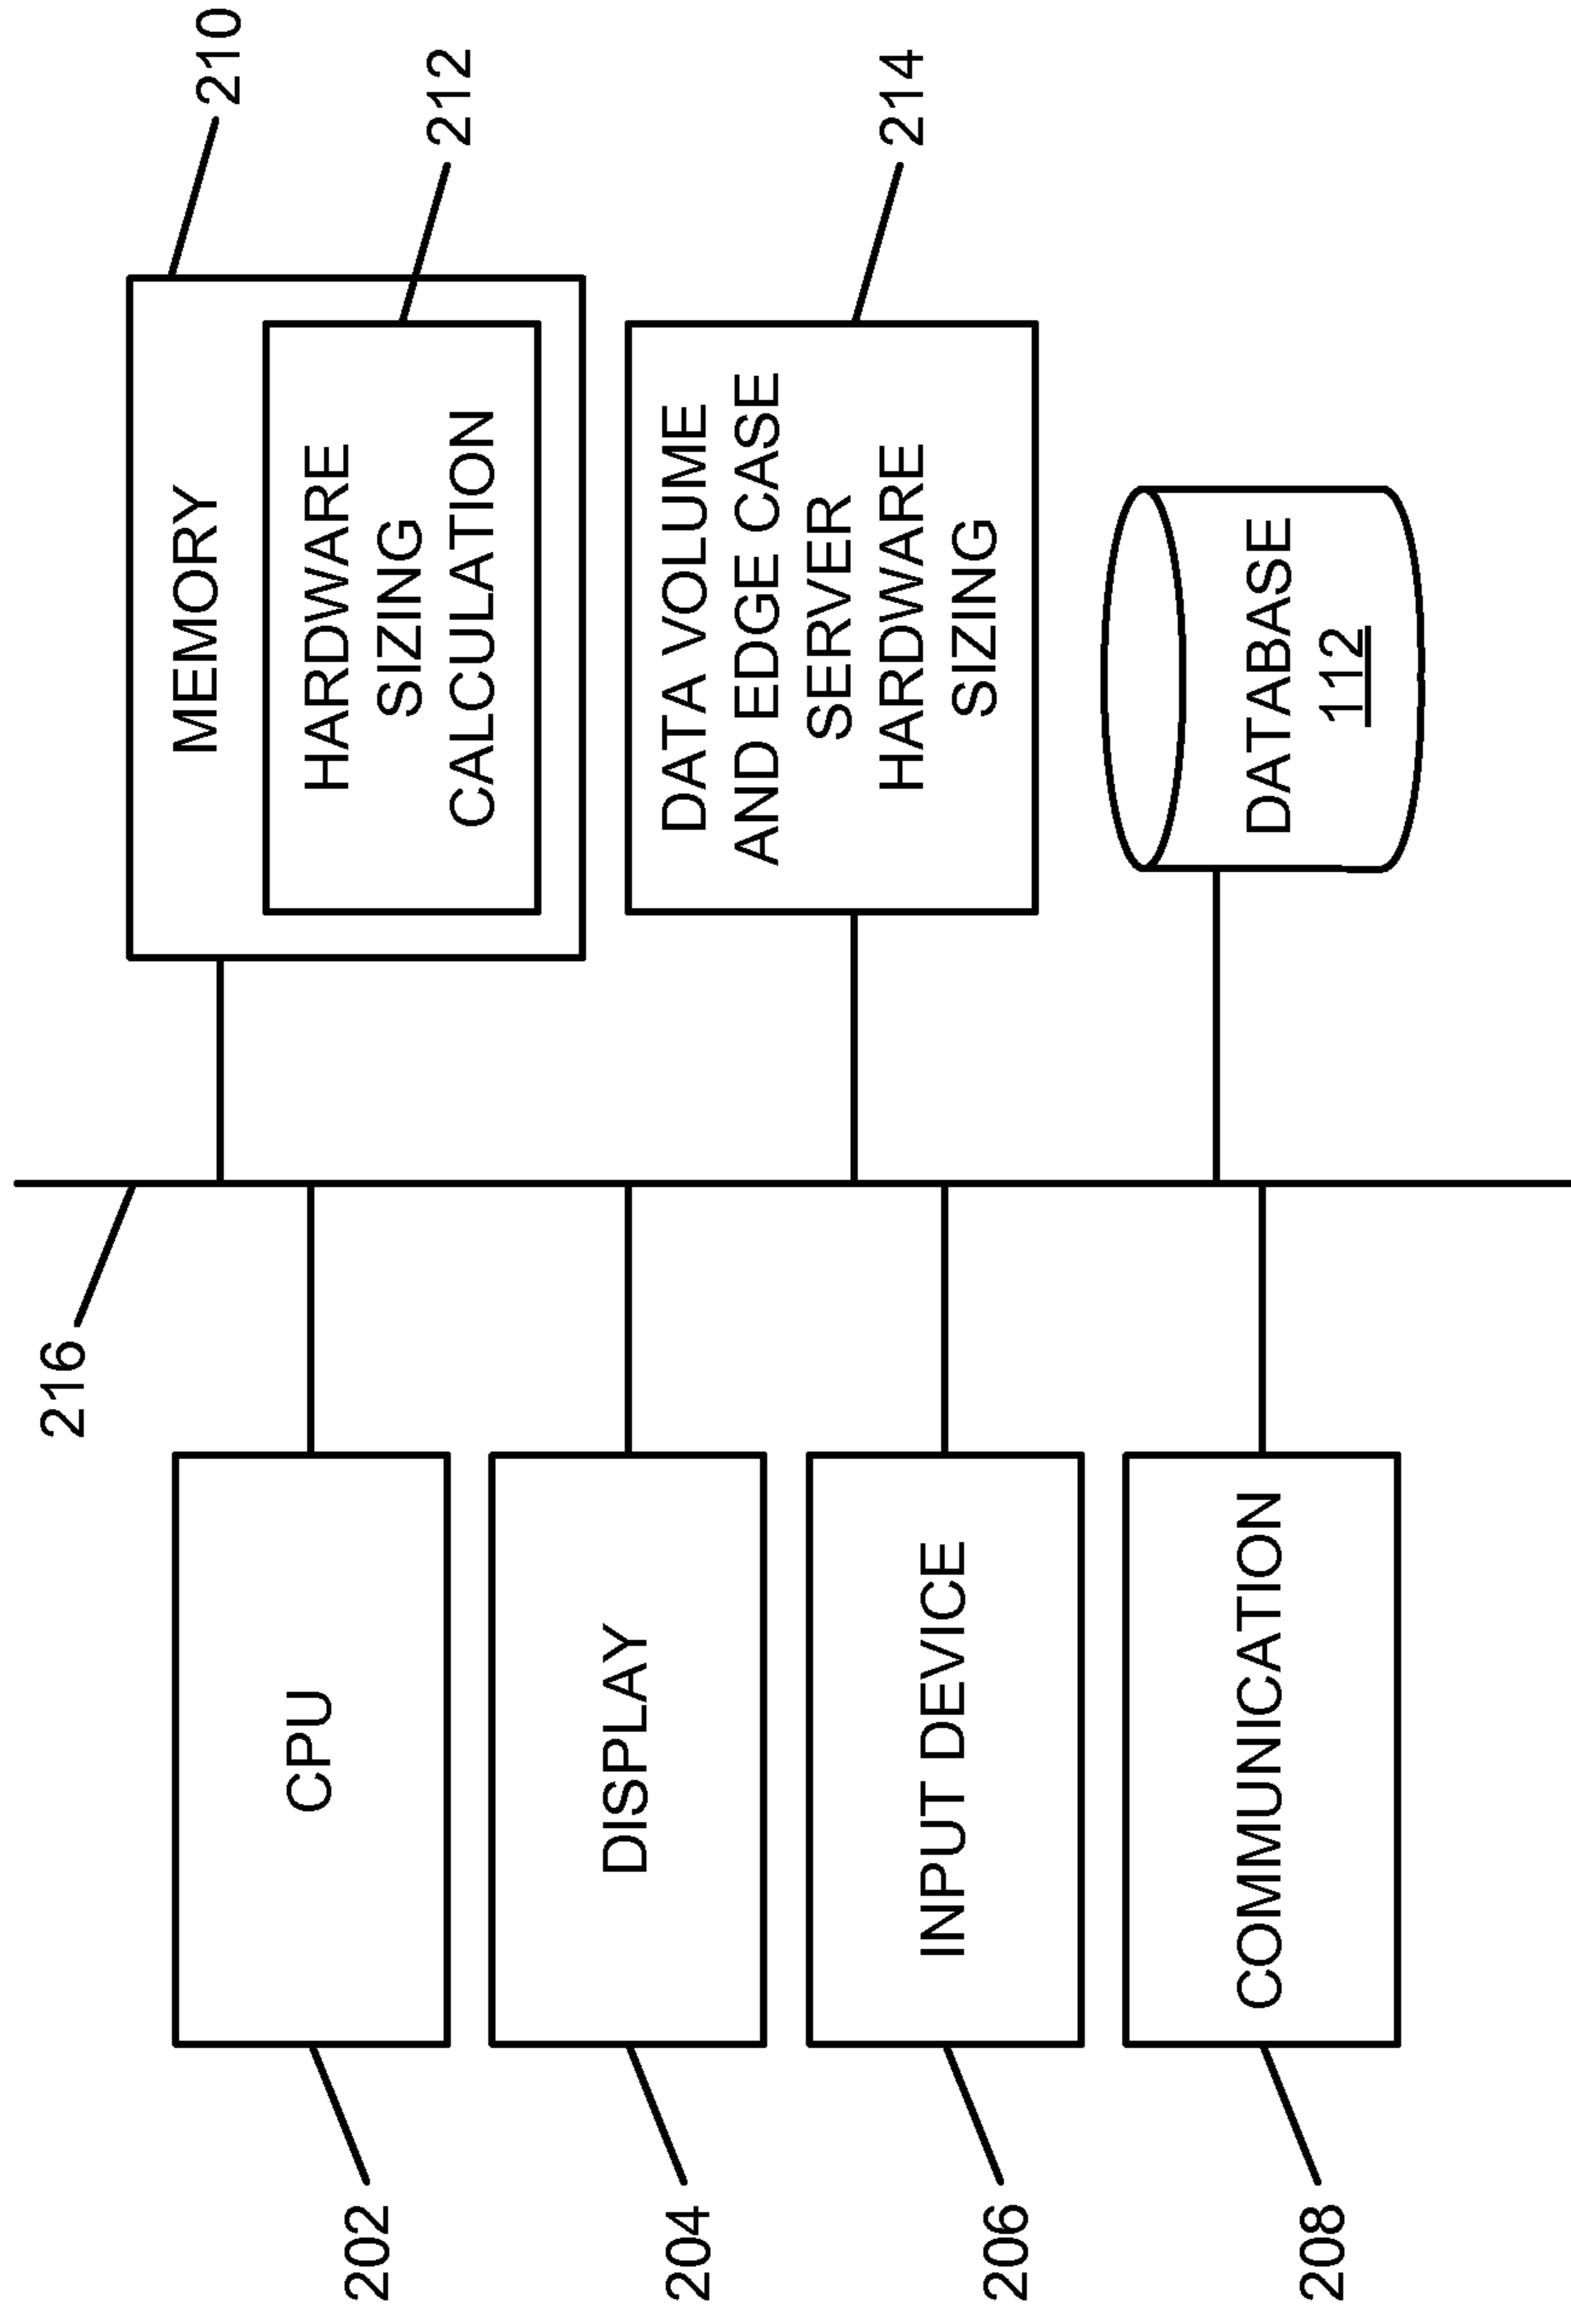 210
MEMORY
212
HARDWARE
SIZING
CALCULATION
214
DATA VOLUME
AND EDGE CASE
SERVER
HARDWARE
SIZING
DATABASE
112
216
CPU
202
DISPLAY
204
INPUT DEVICE
206
COMMUNICATION
208